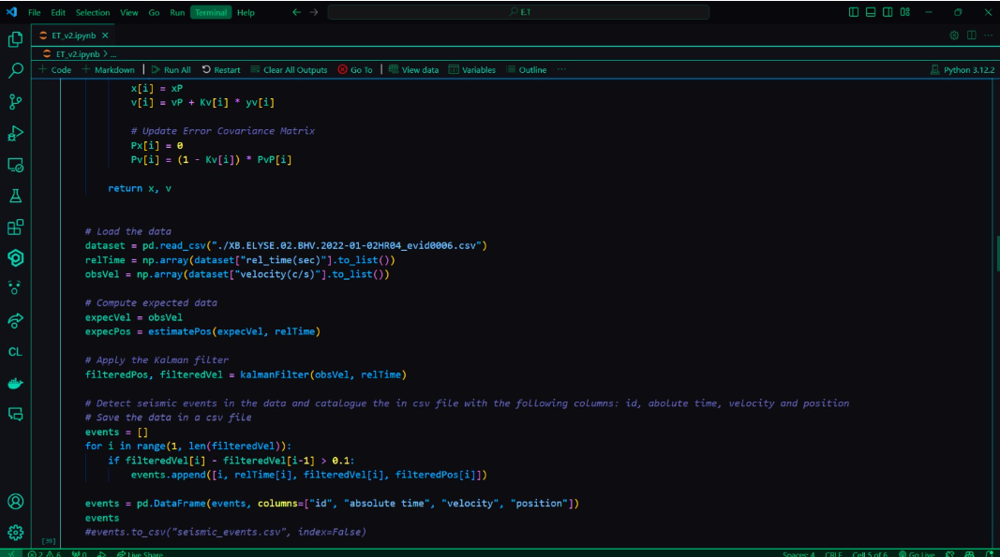 File Edit Selection View Go Run Terminal Help
E.T
ET_v2.ipynb
ET_v2.ipynb > ...
Code Markdown Run All Restart Clear All Outputs Go To View data Variables Outline ... Python 3.12.2
x[i] = xP
v[i] = vP + Kv[i] * yv[i]
# Update Error Covariance Matrix
Px[i] = 0
Pv[i] = (1 - Kv[i]) * PvP[i]
return x, v
# Load the data
dataset = pd.read_csv("./XB.ELYSE.02.BHV.2022-01-02HR04_evid0006.csv")
relTime = np.array(dataset["rel_time(sec)"].to_list())
obsVel = np.array(dataset["velocity(c/s)"].to_list())
# Compute expected data
expecVel = obsVel
expecPos = estimatePos(expecVel, relTime)
# Apply the Kalman filter
filteredPos, filteredVel = kalmanFilter(obsVel, relTime)
# Detect seismic events in the data and catalogue the in csv file with the following columns: id, abolute time, velocity and position
# Save the data in a csv file
events = []
for i in range(1, len(filteredVel)):
if filteredVel[i] - filteredVel[i-1] > 0.1:
events.append([i, relTime[i], filteredVel[i], filteredPos[i]])
events = pd.DataFrame(events, columns=["id", "absolute time", "velocity", "position"])
events
#events.to_csv("seismic_events.csv", index=False)
CL
2 6 0 Live Share Spaces: 4 CRLF Cell 5 of 6 Go Live